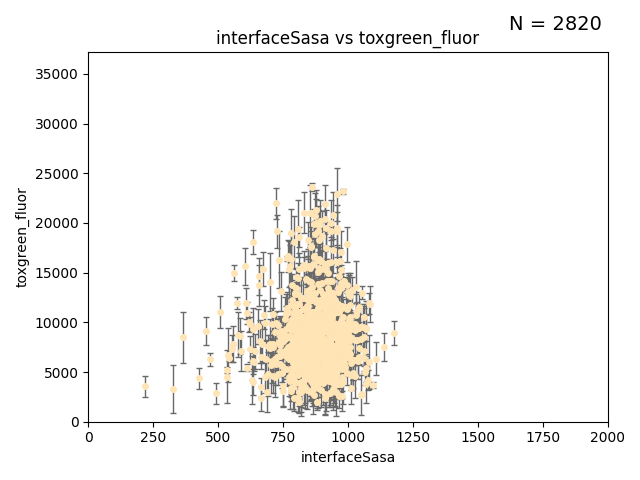 N = 2820
interfaceSasa vs toxgreen_fluor
toxgreen_fluor
35000
30000
25000
20000
15000
10000
5000
0
0 250 500 750 1000 1250 1500 1750 2000
interfaceSasa